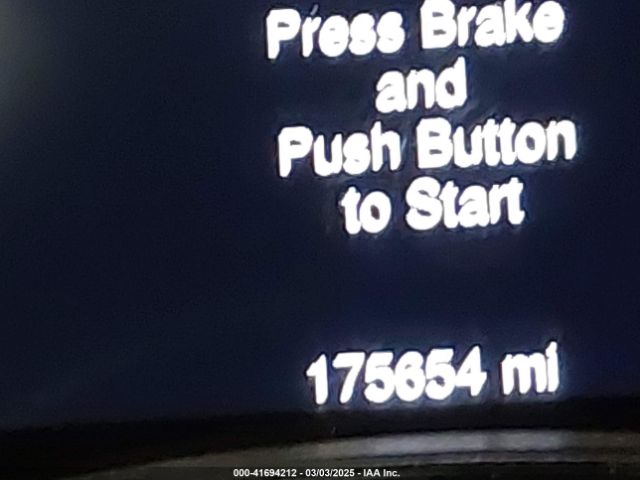 Press Brake
and
Push Button
to Start
175654 mi
000-41694212 - 03/03/2025 - IAA Inc.